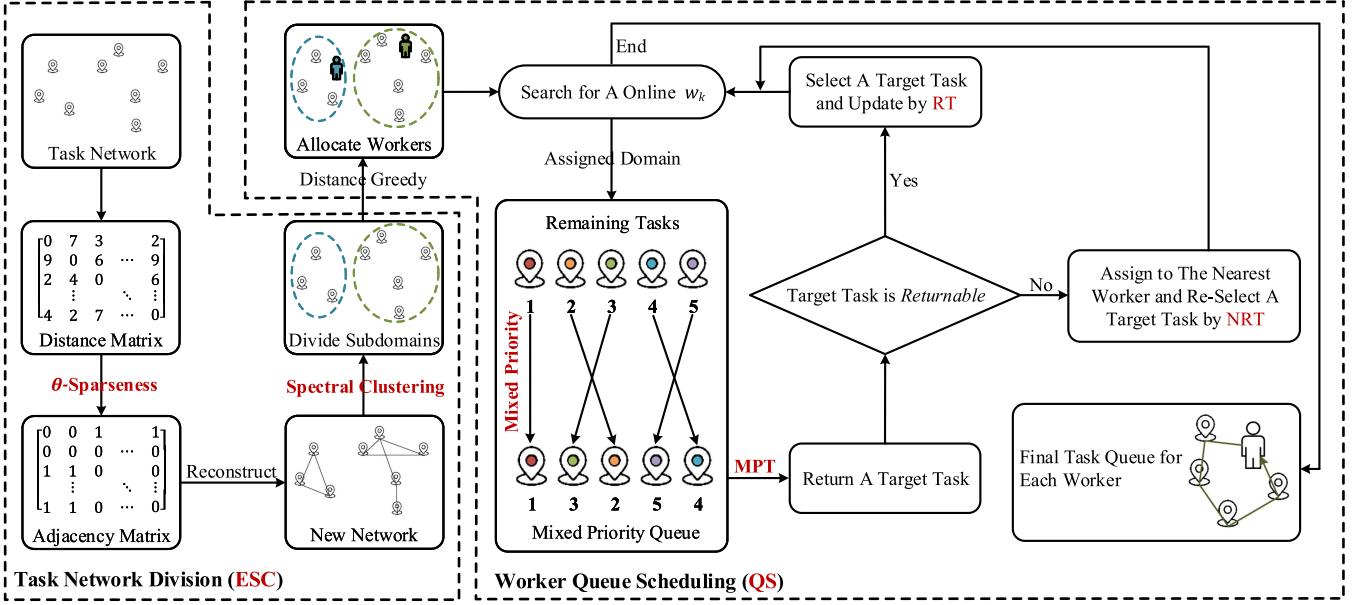 Task Network
0 7 3 2
9 0 6 ⋯ 9
2 4 0 6
⋮ ⋱ ⋮
4 2 7 ⋯ 0
Distance Matrix
θ-Sparseness
0 0 1 1
0 0 0 ⋯ 0
1 1 0 0
⋮ ⋱ ⋮
1 1 0 ⋯ 0
Adjacency Matrix
Reconstruct
New Network
Spectral Clustering
Divide Subdomains
Distance Greedy
Allocate Workers
Task Network Division (ESC)
End
Search for A Online wk
Assigned Domain
Remaining Tasks
1 2 3 4 5
Mixed Priority
1 3 2 5 4
Mixed Priority Queue
MPT
Return A Target Task
Target Task is Returnable
Yes
Select A Target Task
and Update by RT
No
Assign to The Nearest
Worker and Re-Select A
Target Task by NRT
Final Task Queue for
Each Worker
Worker Queue Scheduling (QS)